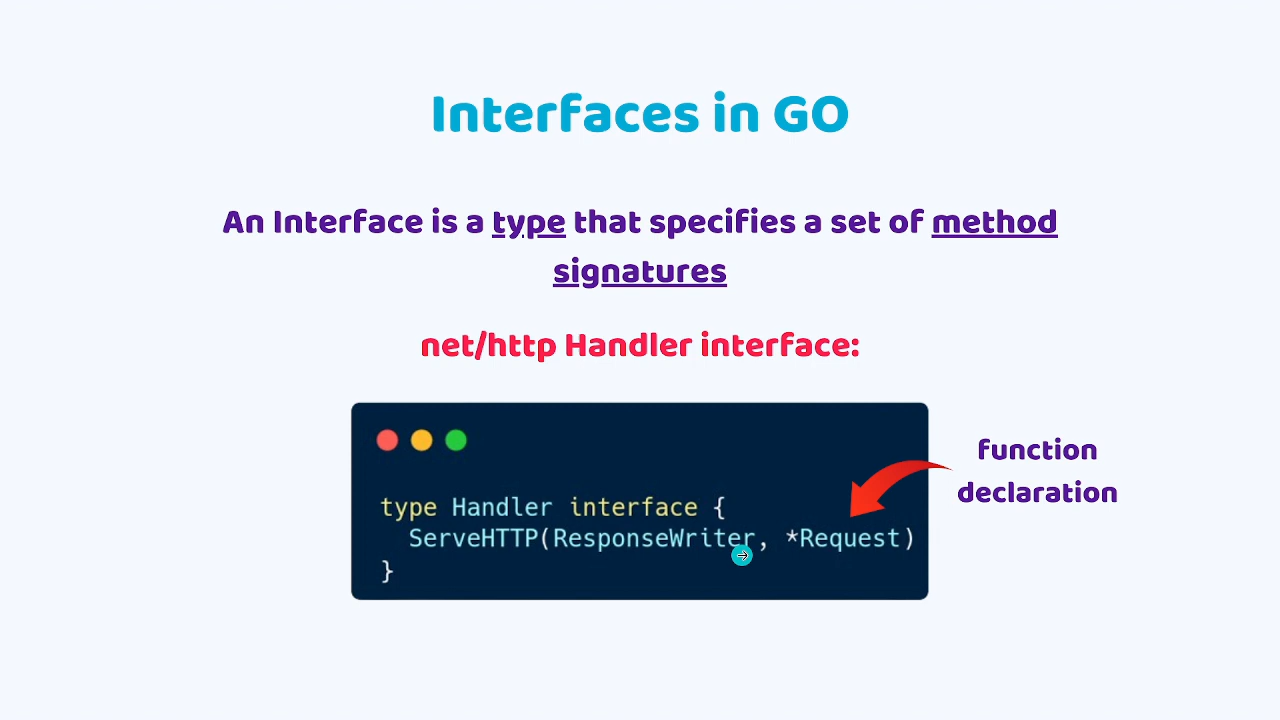 Interfaces in GO
An Interface is a type that specifies a set of method
signatures
net/http Handler interface:
function
declaration
type Handler interface {
  ServeHTTP(ResponseWriter, *Request)
}